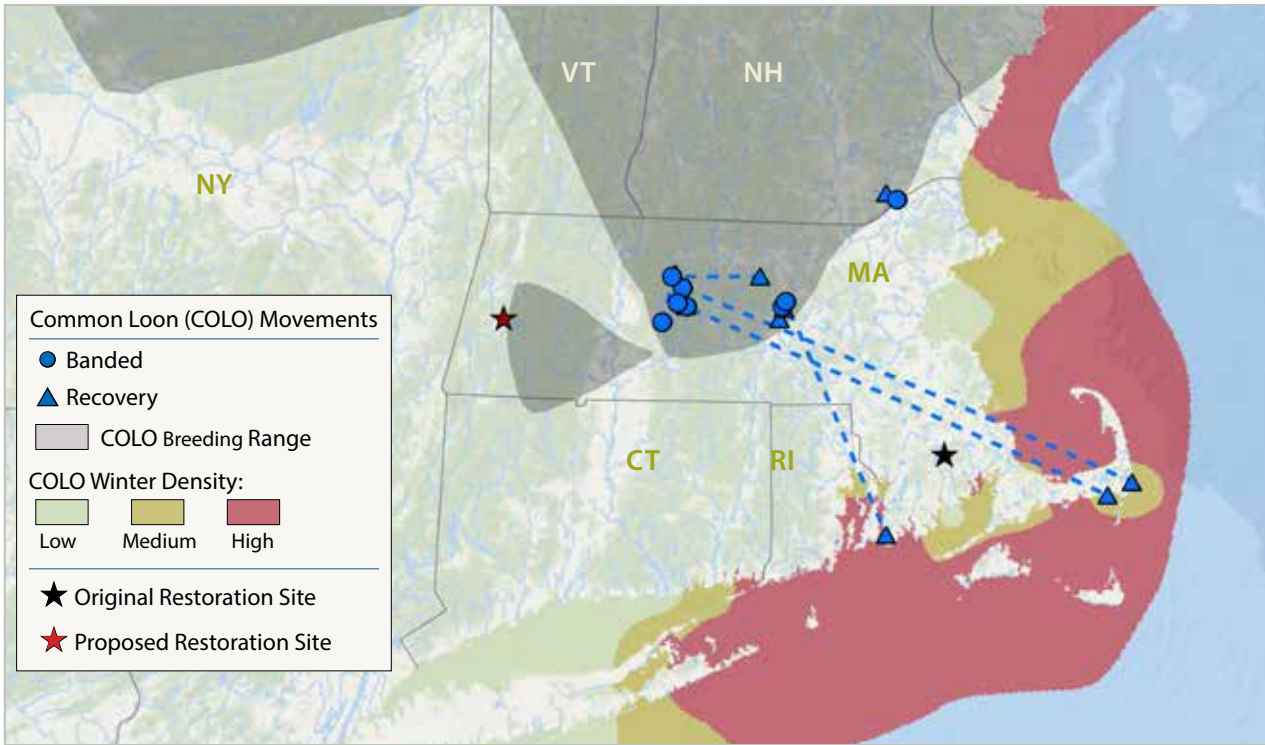 VT
NH
NY
MA
CT
RI
Common Loon (COLO) Movements
Banded
Recovery
COLO Breeding Range
COLO Winter Density:
Low Medium High
Original Restoration Site
Proposed Restoration Site